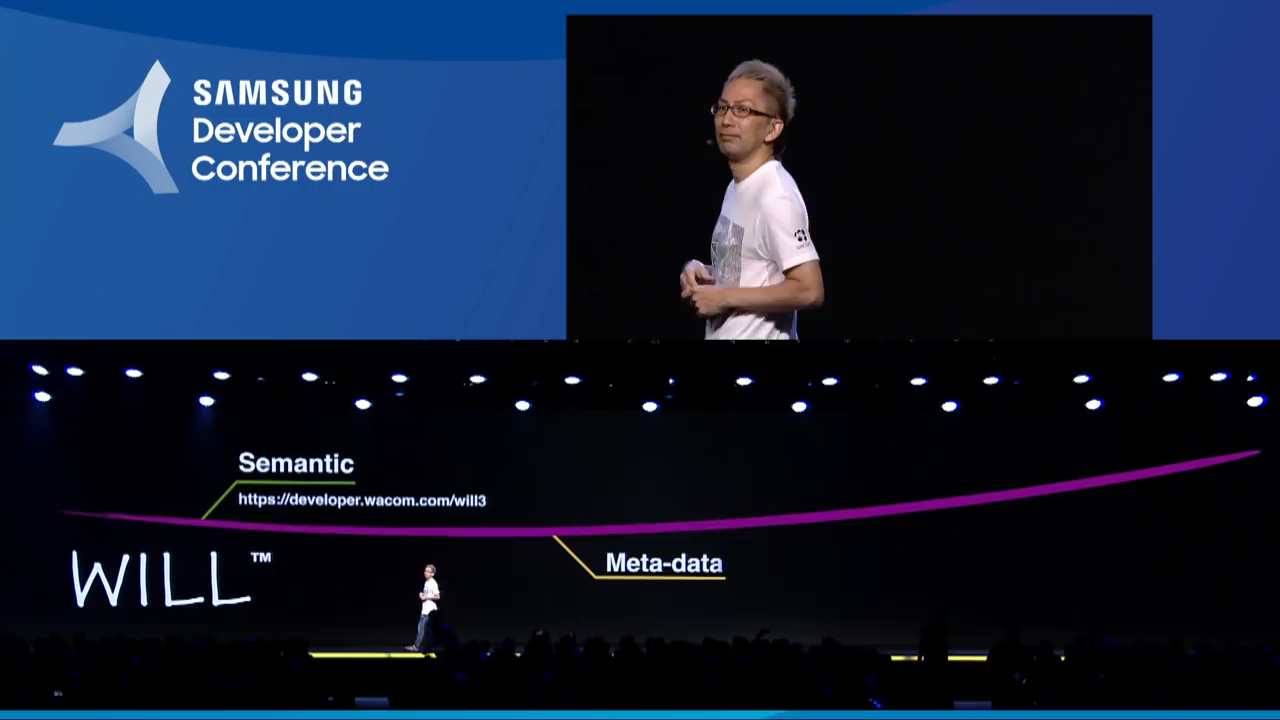 SAMSUNG
Developer
Conference
Semantic
https://developer.wacom.com/will3
WILL™
Meta-data